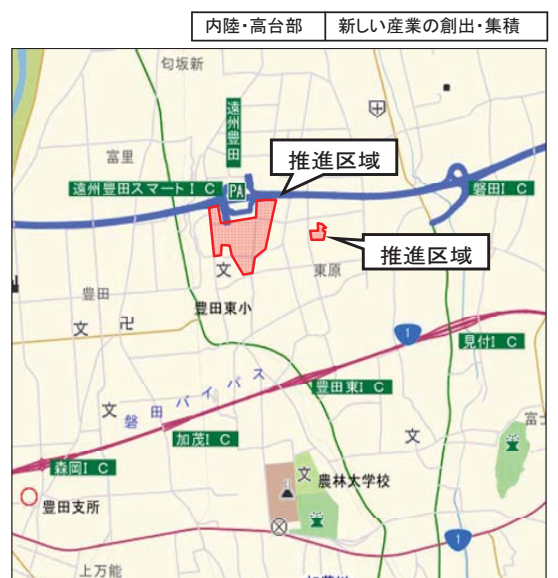 内陸・高台部 新しい産業の創出・集積
匂坂新
遠州豊田
富里
推進区域
遠州豊田スマートIC
PA
磐田IC
推進区域
文
東原
豊田
豊田東小
文
卍
1
見付IC
磐田バイパス
豊田東IC
文
加茂IC
文
富士
森岡IC
文
農林大学校
豊田支所
1
上万能